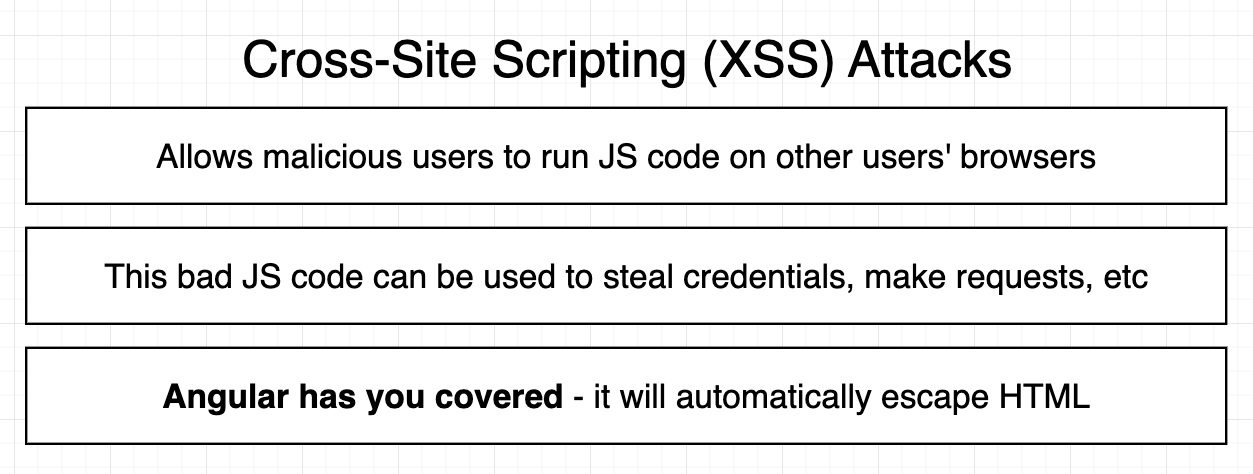 Cross-Site Scripting (XSS) Attacks
Allows malicious users to run JS code on other users' browsers
This bad JS code can be used to steal credentials, make requests, etc
Angular has you covered - it will automatically escape HTML